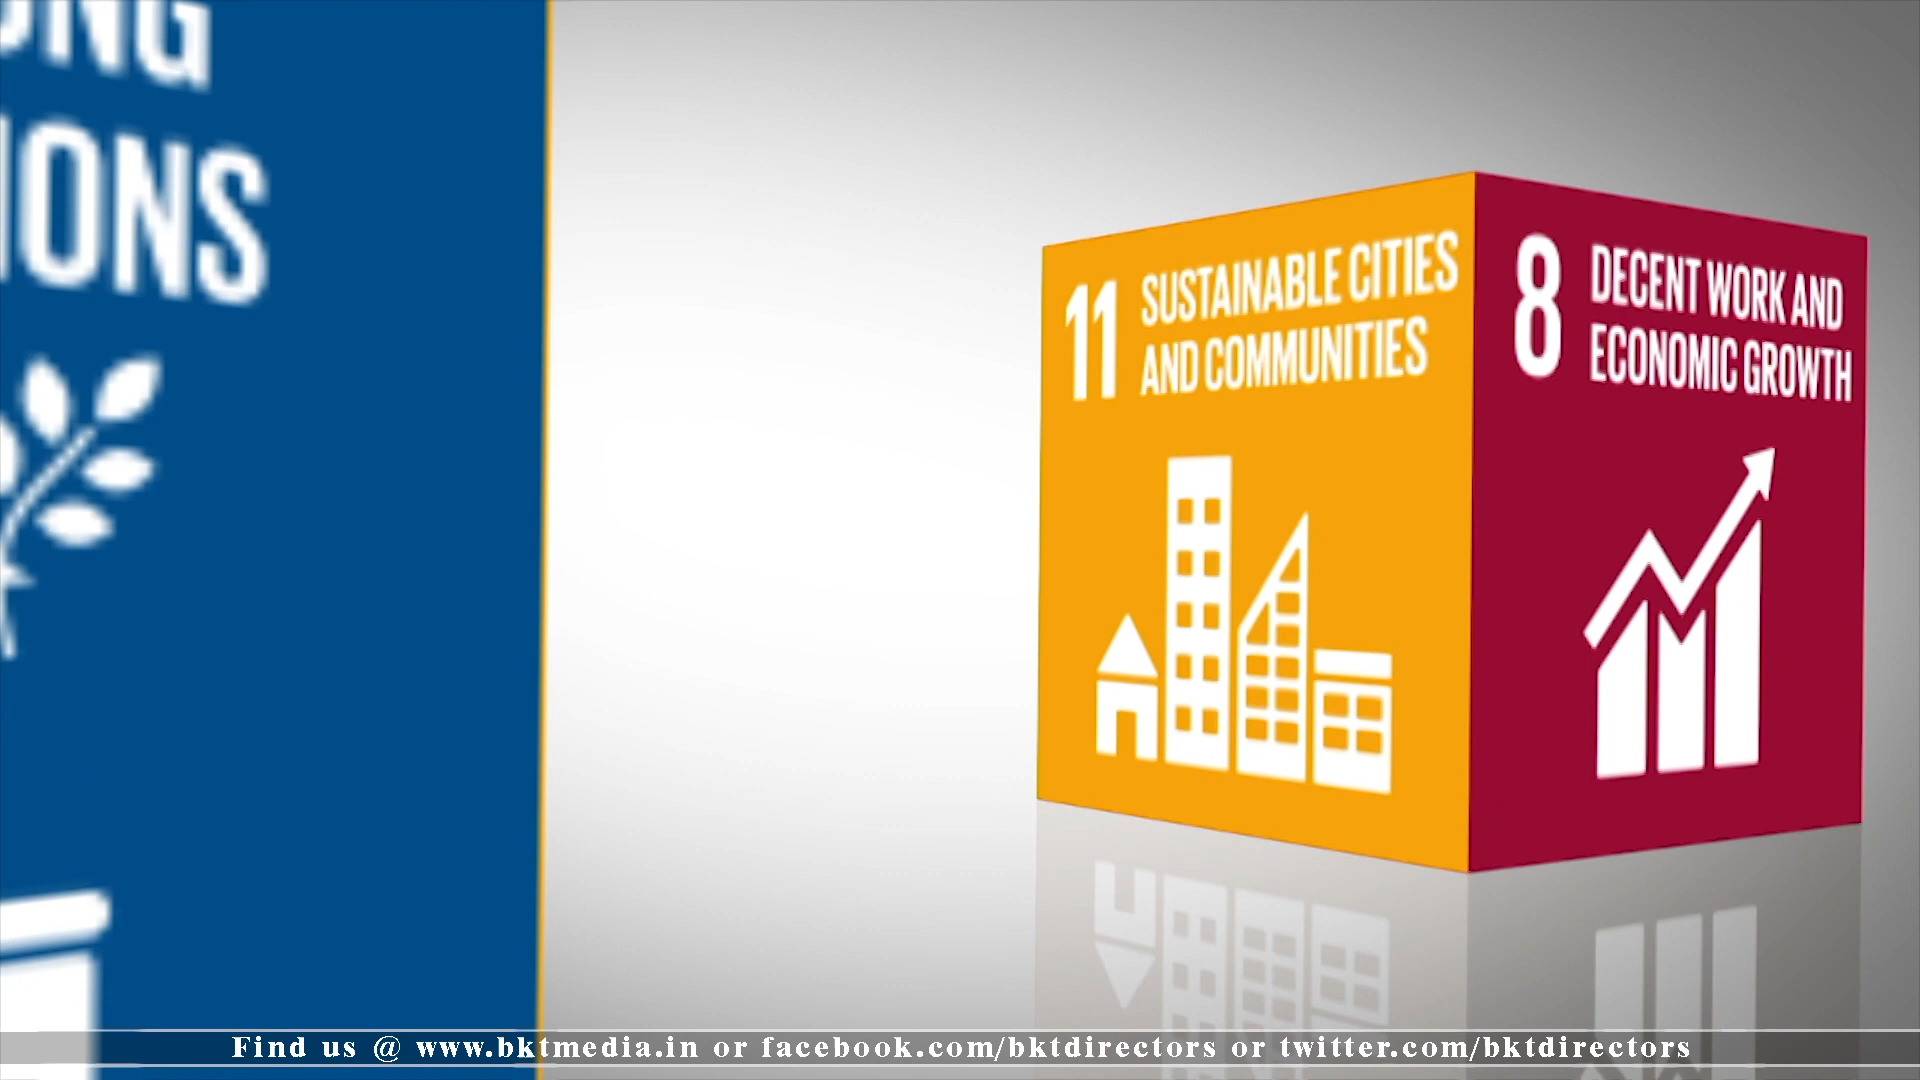 IONS
11 SUSTAINABLE CITIES
AND COMMUNITIES
8 DECENT WORK AND
ECONOMIC GROWTH
Find us @ www.bktmedia.in or facebook.com/bktdirectors or twitter.com/bktdirectors